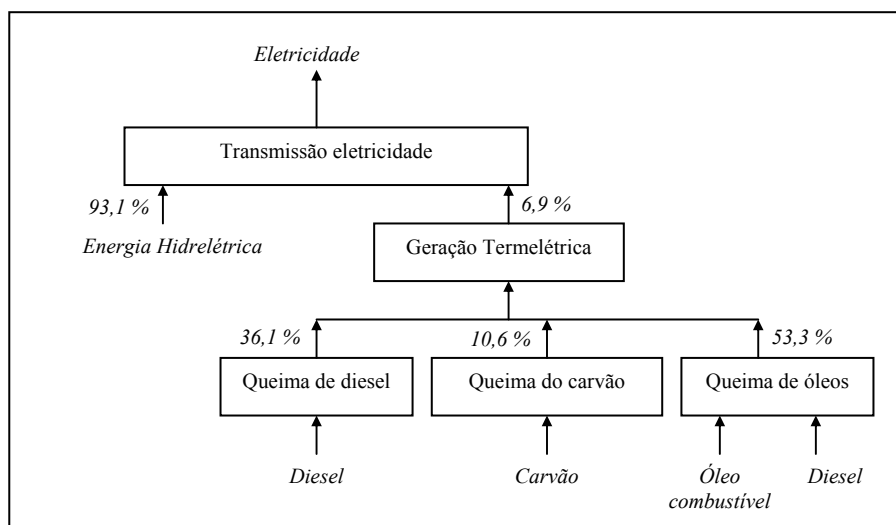 Eletricidade
Transmissão eletricidade
93,1 %
6,9 %
Energia Hidrelétrica
Geração Termelétrica
36,1 %
10,6 %
53,3 %
Queima de diesel
Queima do carvão
Queima de óleos
Diesel
Carvão
Óleo
combustível
Diesel